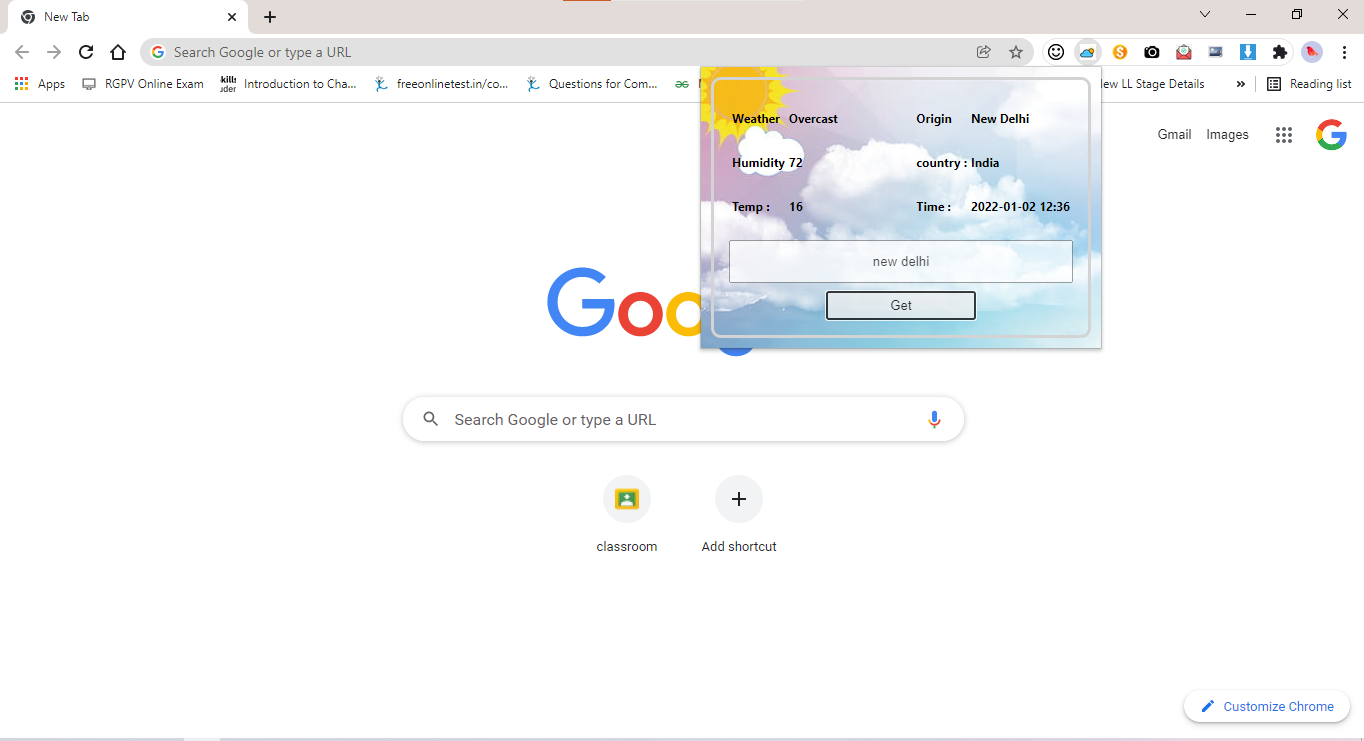 New Tab
Search Google or type a URL
Apps RGPV Online Exam Introduction to Cha... freeonlinetest.in/co... Questions for Com... LL Stage Details » Reading list
Weather Overcast Origin New Delhi
Gmail Images
Humidity 72 country : India
Temp : 16 Time : 2022-01-02 12:36
new delhi
Get
Goo
Search Google or type a URL
classroom Add shortcut
Customize Chrome